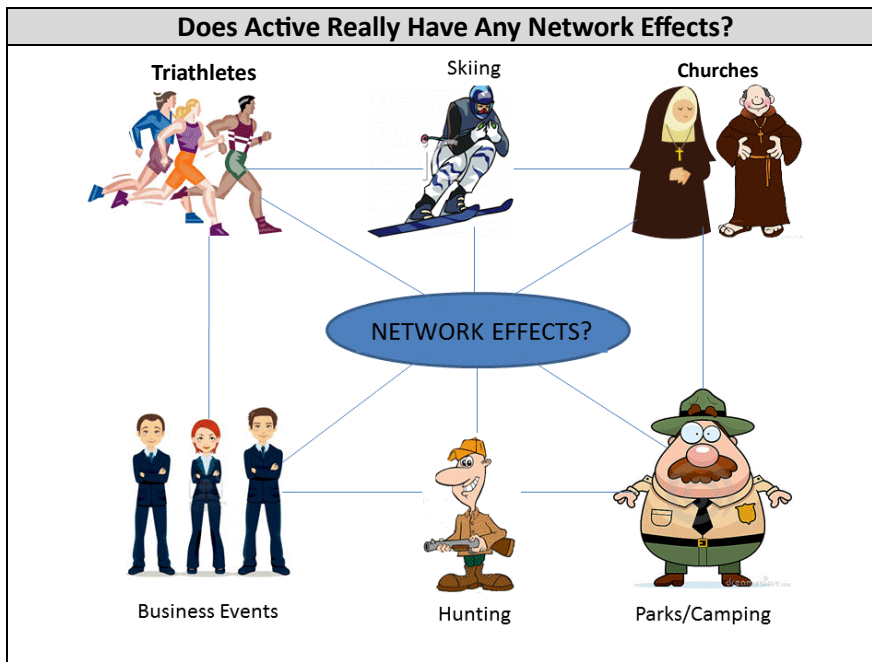 Does Active Really Have Any Network Effects?
Triathletes
Skiing
Churches
NETWORK EFFECTS?
Business Events
Hunting
Parks/Camping